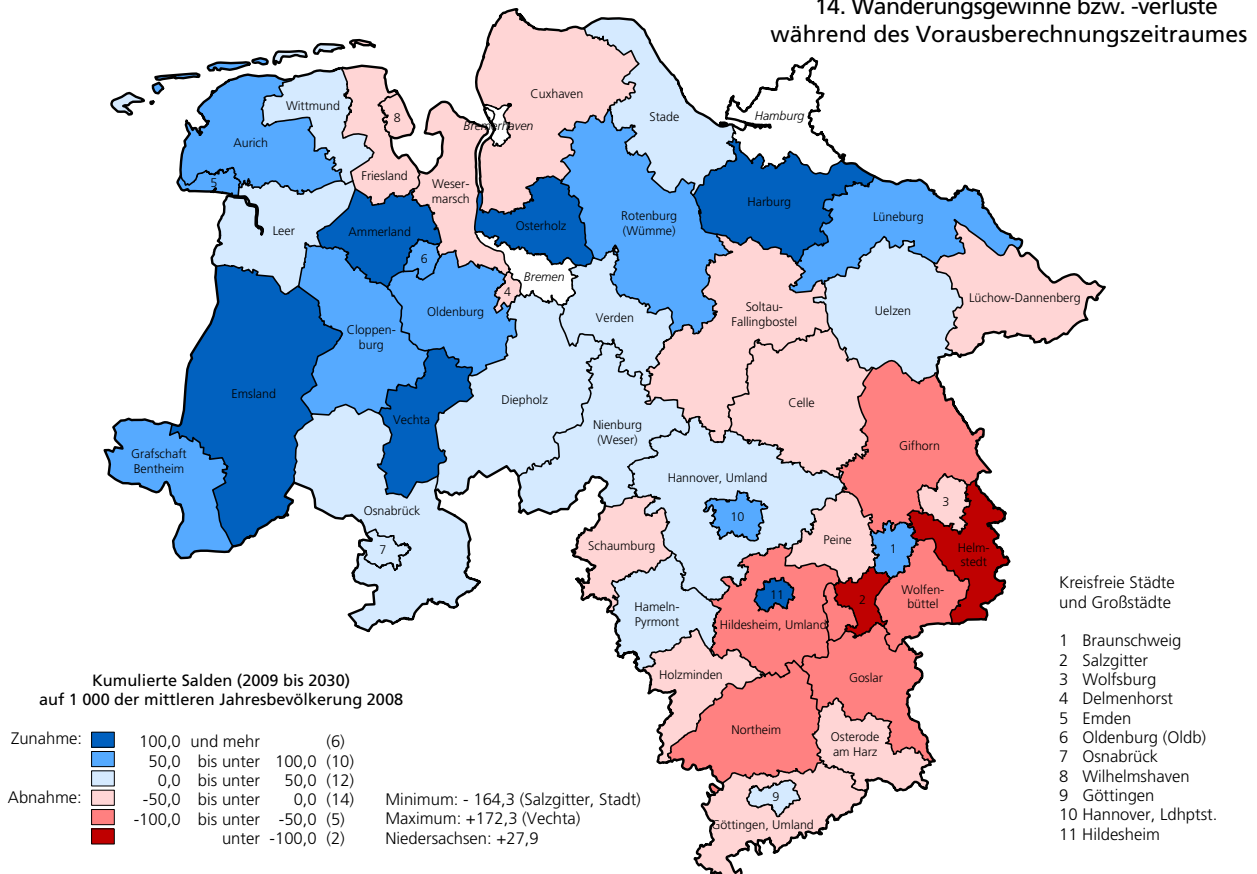 14. Wanderungsgewinne bzw. -verluste
während des Vorausberechnungszeitraumes
Cuxhaven
Wittmund
8
Stade
Bremerhaven
Hamburg
Aurich
5
Friesland
Weser-
marsch
Harburg
Leer
Ammerland
Osterholz
Rotenburg
(Wümme)
Lüneburg
6
Bremen
4
Lüchow-Dannenberg
Oldenburg
Verden
Soltau-
Fallingbostel
Uelzen
Cloppen-
burg
Emsland
Vechta
Diepholz
Celle
Nienburg
(Weser)
Gifhorn
Grafschaft
Bentheim
Hannover, Umland
Osnabrück
10
3
7
Schaumburg
Peine
1
Helm-
stedt
11
2
Wolfen-
büttel
Hameln-
Pyrmont
Hildesheim, Umland
Holzminden
Goslar
Northeim
Osterode
am Harz
9
Göttingen, Umland
Kreisfreie Städte
und Großstädte
1 Braunschweig
2 Salzgitter
3 Wolfsburg
4 Delmenhorst
5 Emden
6 Oldenburg (Oldb)
7 Osnabrück
8 Wilhelmshaven
9 Göttingen
10 Hannover, Ldhptst.
11 Hildesheim
Kumulierte Salden (2009 bis 2030)
auf 1 000 der mittleren Jahresbevölkerung 2008
Zunahme: 100,0 und mehr (6)
50,0 bis unter 100,0 (10)
0,0 bis unter 50,0 (12)
Abnahme: -50,0 bis unter 0,0 (14)
-100,0 bis unter -50,0 (5)
unter -100,0 (2)
Minimum: - 164,3 (Salzgitter, Stadt)
Maximum: +172,3 (Vechta)
Niedersachsen: +27,9